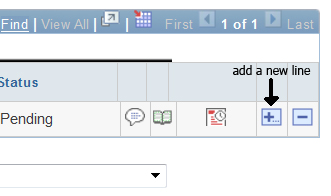 Find | View All | First 1 of 1 Last
add a new line
Status
Pending